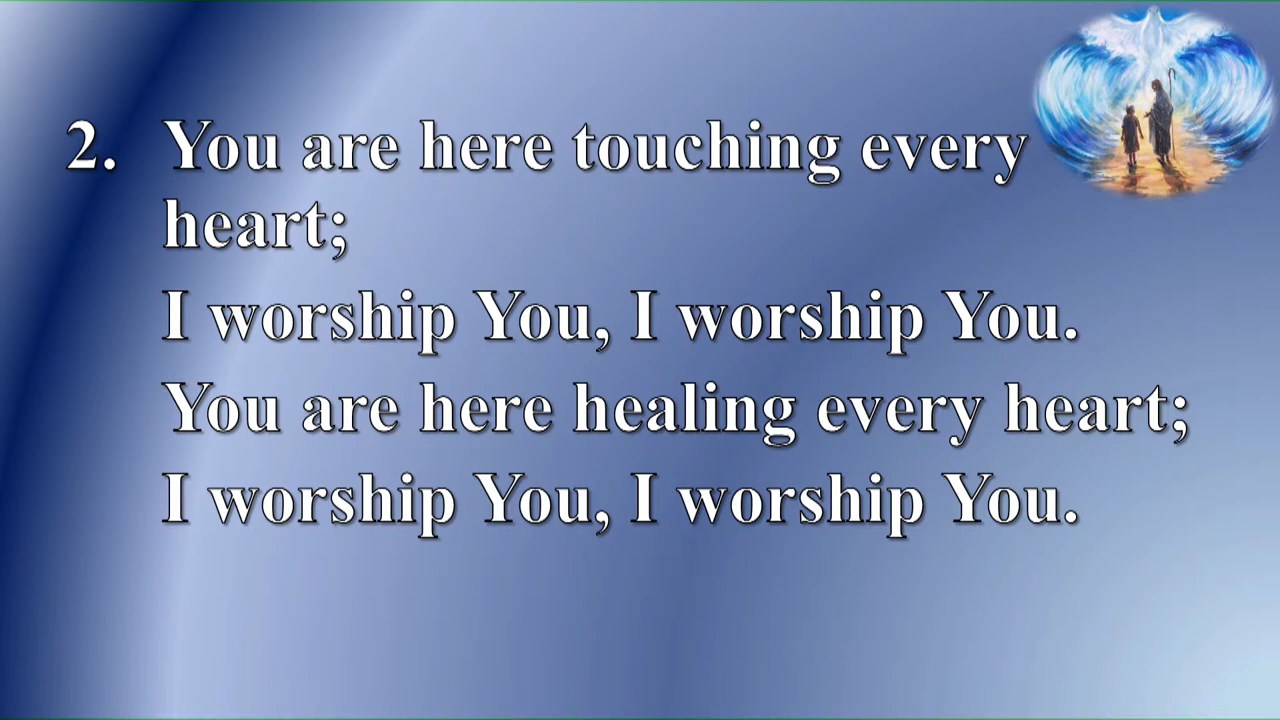 2. You are here touching every
heart;
I worship You, I worship You.
You are here healing every heart;
I worship You, I worship You.